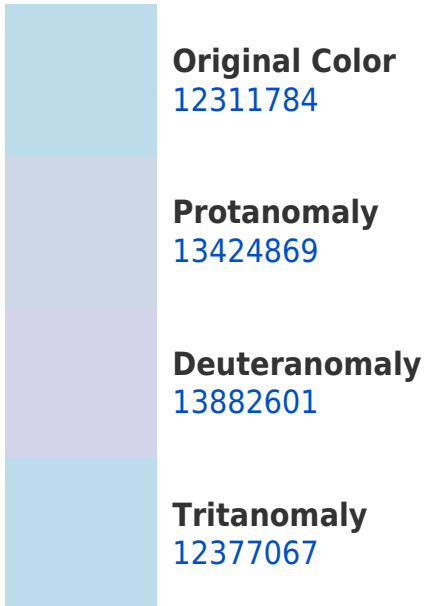 Original Color
12311784
Protanomaly
13424869
Deuteranomaly
13882601
Tritanomaly
12377067